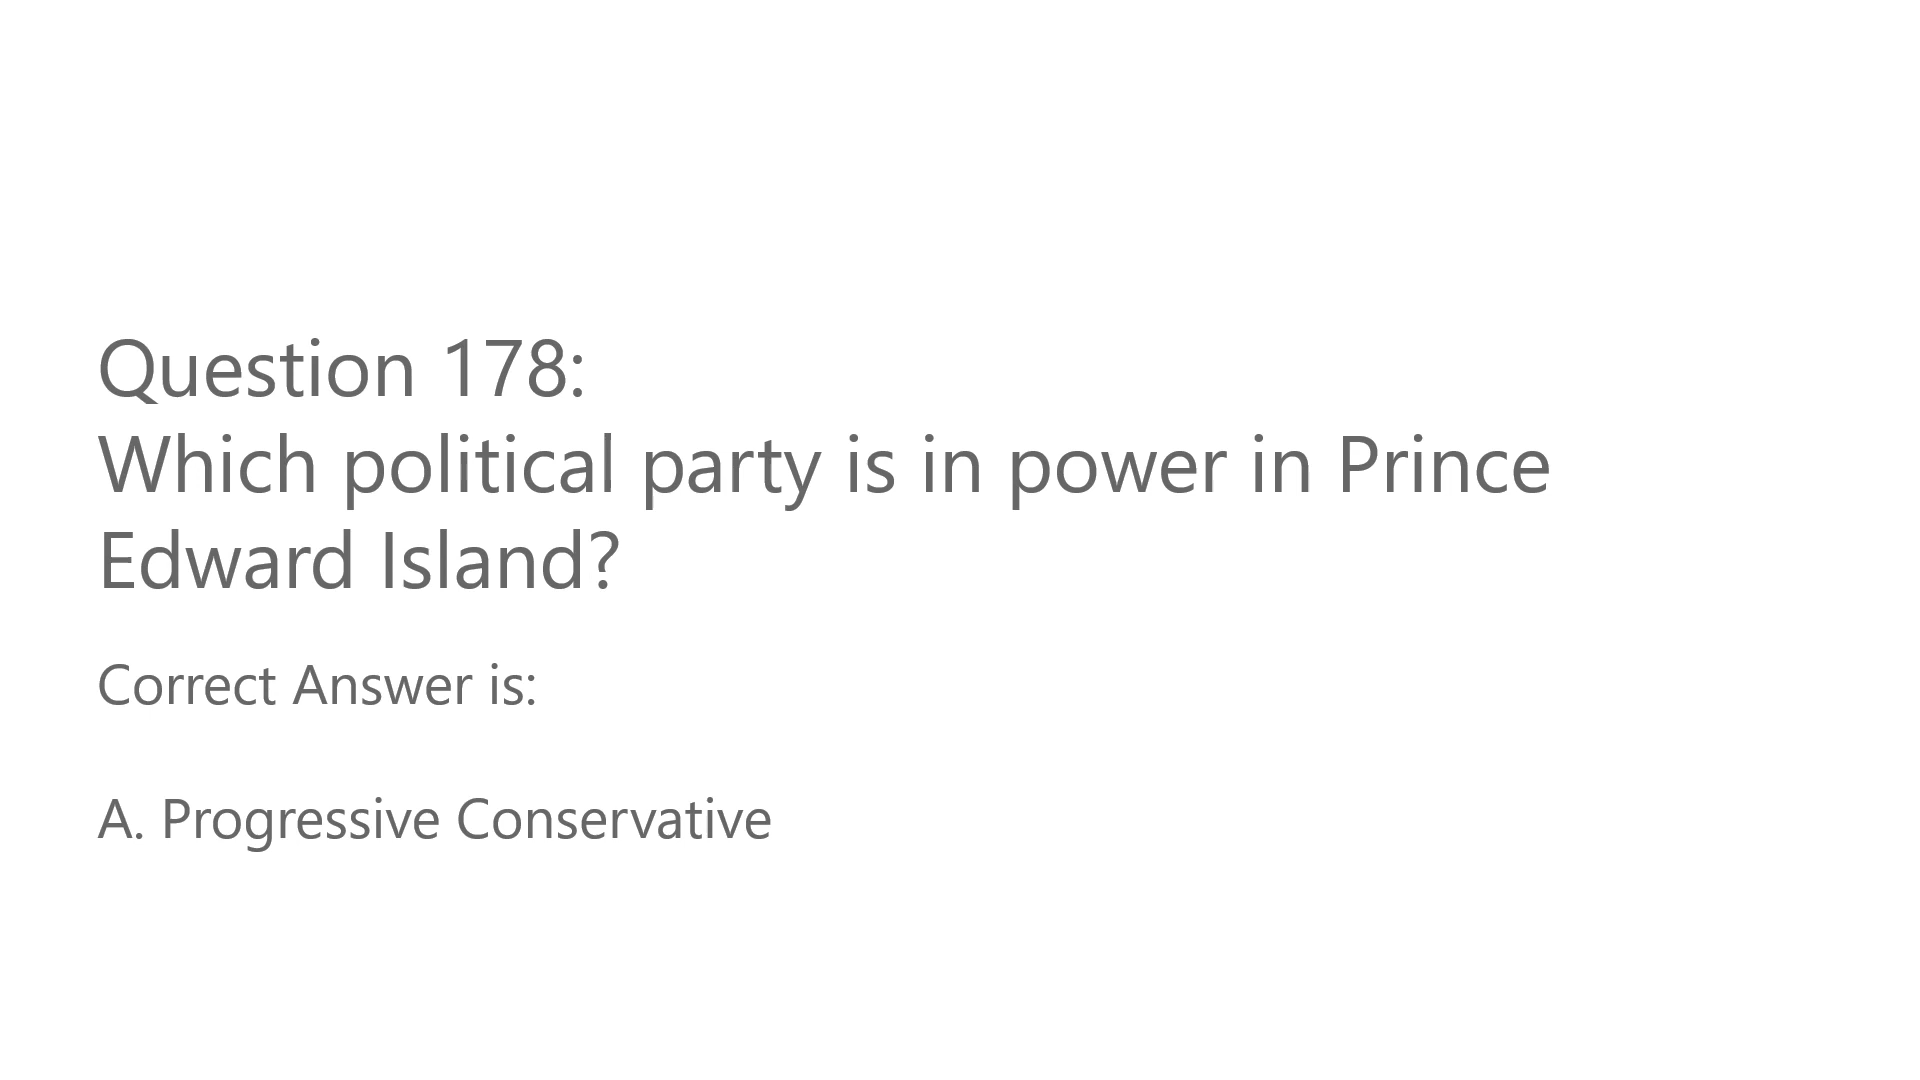 Question 178:
Which political party is in power in Prince
Edward Island?
Correct Answer is:
A. Progressive Conservative